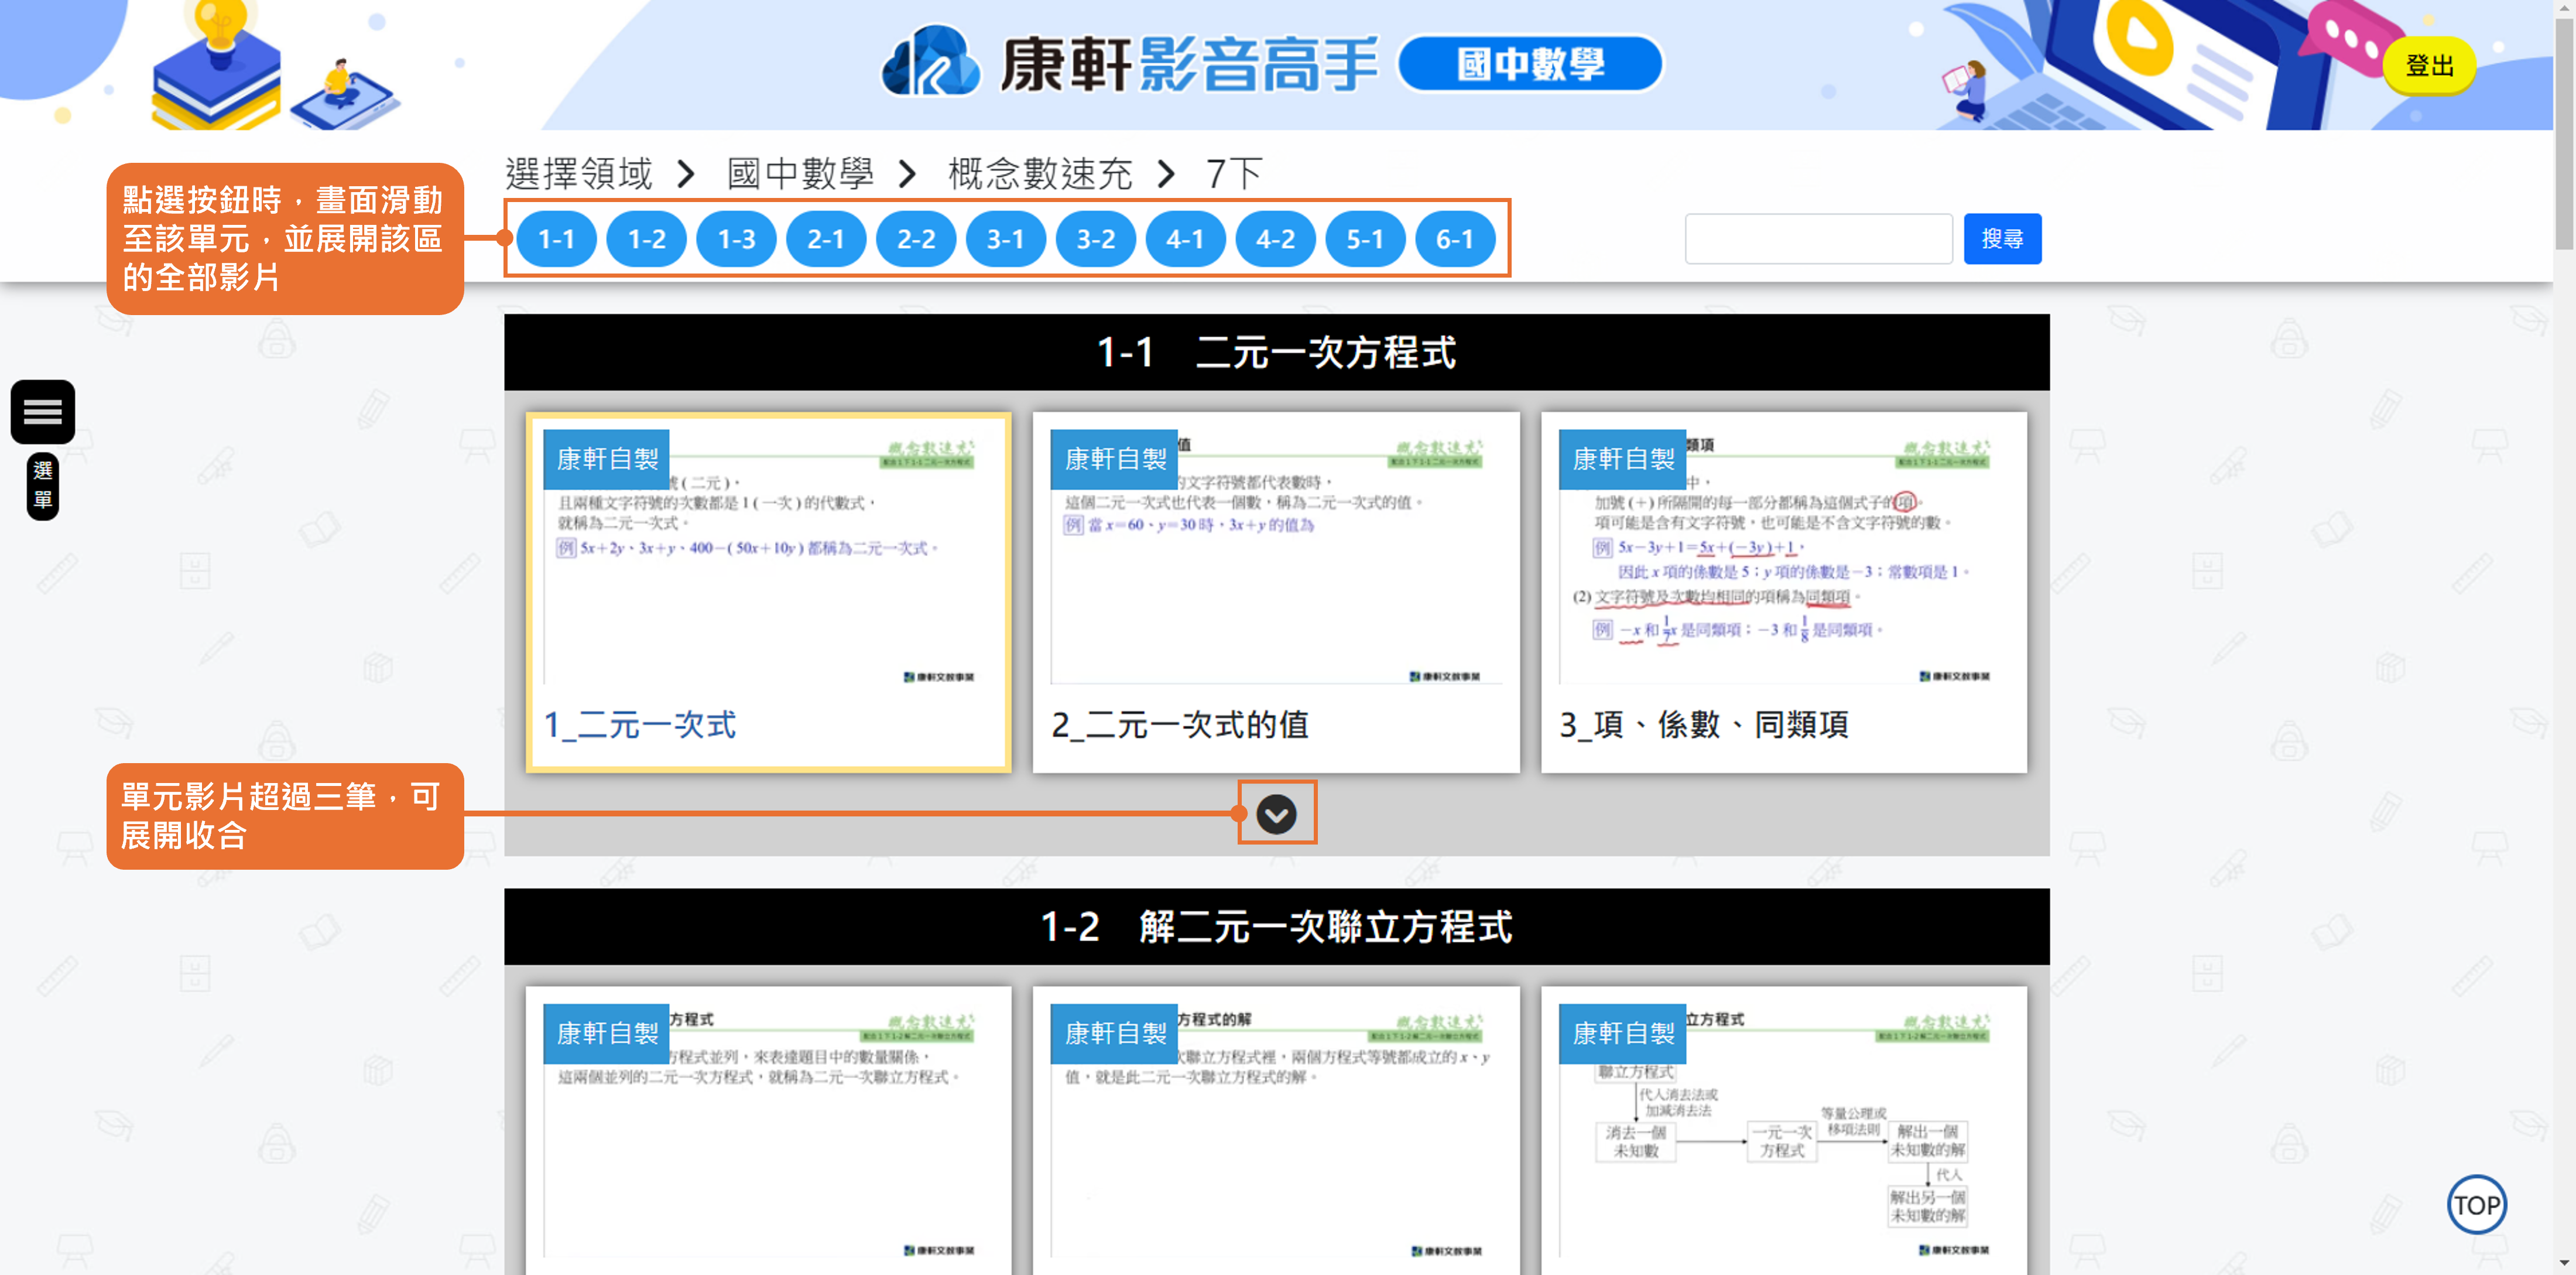 康軒影音高手 國中數學
登出
選擇領域 > 國中數學 > 概念數速充 > 7下
點選按鈕時，畫面滑動
至該單元，並展開該區
的全部影片
1-1 1-2 1-3 2-1 2-2 3-1 3-2 4-1 4-2 5-1 6-1
搜尋
選
單
1-1 二元一次方程式
康軒自製
概念數速充
號(二元)，
且兩種文字符號的次數都是 1 ( 一次 ) 的代數式，
就稱為二元一次式。
例 5x+2y、3x+y、400−( 50x+10y ) 都稱為二元一次式。
康軒文教事業
1_二元一次式
康軒自製
值
概念數速充
的文字符號都代表數時，
這個二元一次式也代表一個數，稱為二元一次式的值。
例 當 x=60、y=30 時，3x+y 的值為
康軒文教事業
2_二元一次式的值
康軒自製
類項
概念數速充
中，
加號 (+) 所隔開的每一部分都稱為這個式子的項。
項可能是含有文字符號，也可能是不含文字符號的數。
例 5x−3y+1=5x+(−3y)+1，
因此 x 項的係數是 5；y 項的係數是−3；常數項是 1。
(2) 文字符號及次數均相同的項稱為同類項。
例 −x 和 1/7 x 是同類項；−3 和 1/8 是同類項。
康軒文教事業
3_項、係數、同類項
單元影片超過三筆，可
展開收合
1-2 解二元一次聯立方程式
康軒自製
方程式
概念數速充
方程式並列，來表達題目中的數量關係，
這兩個並列的二元一次方程式，就稱為二元一次聯立方程式。
康軒文教事業
康軒自製
方程式的解
概念數速充
次聯立方程式裡，兩個方程式等號都成立的 x、y
值，就是此二元一次聯立方程式的解。
康軒文教事業
康軒自製
立方程式
概念數速充
聯立方程式
代入消去法或
加減消去法
消去一個
未知數
一元一次
方程式
等量公理或
移項法則
解出一個
未知數的解
代入
解出另一個
未知數的解
康軒文教事業
TOP